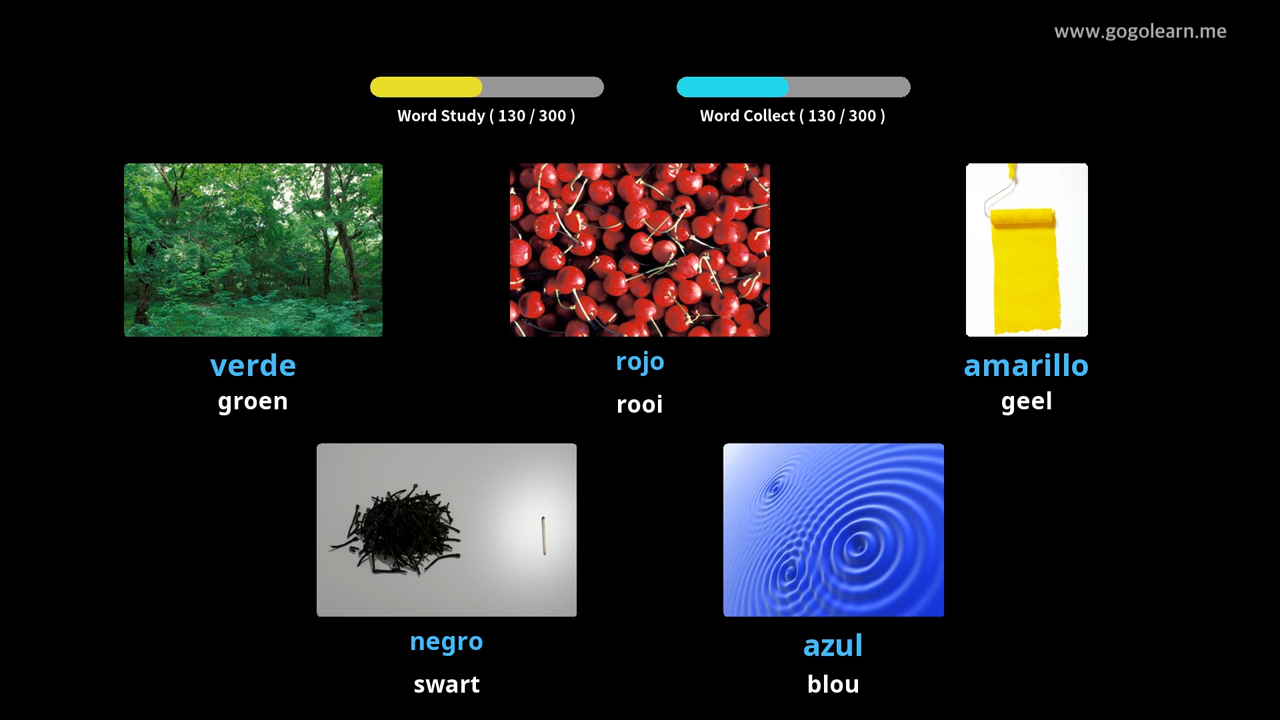 www.gogolearn.me
Word Study ( 130 / 300 )
Word Collect ( 130 / 300 )
verde
groen
rojo
rooi
amarillo
geel
negro
swart
azul
blou